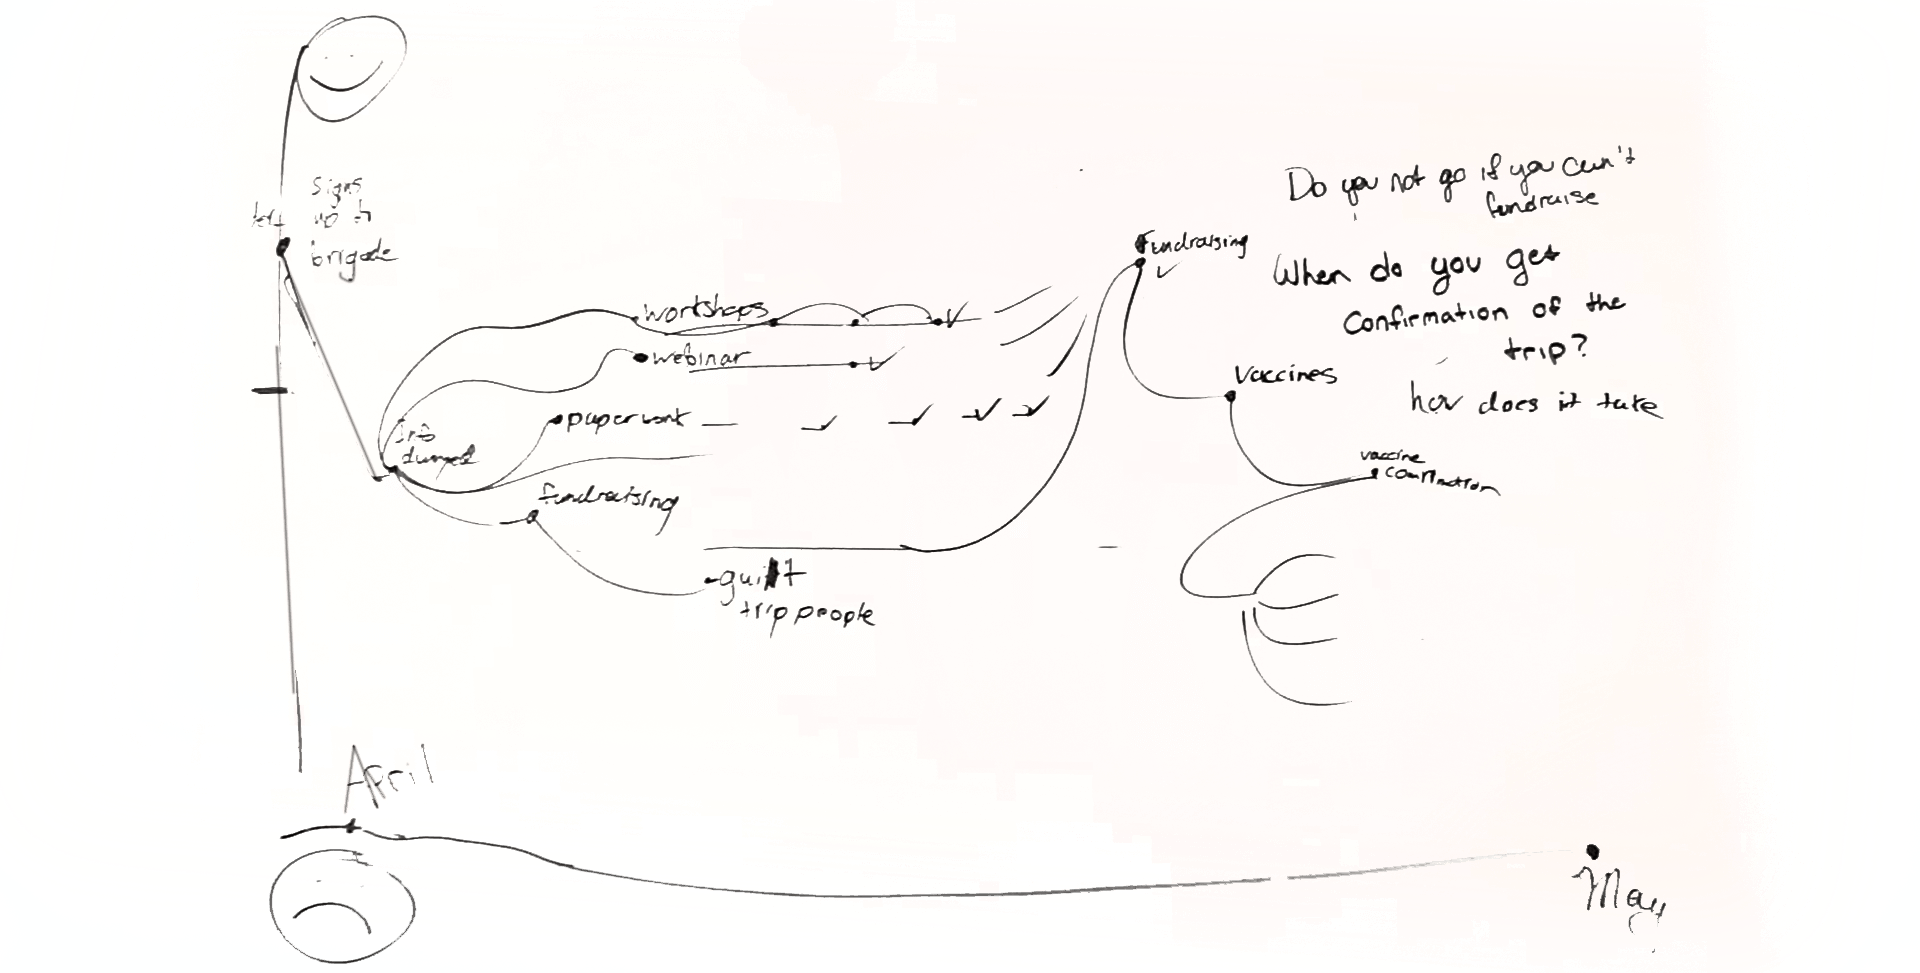 Signs
up to
brigade
workshops
webinar
paperwork
Info
dumped
fundraising
guilt
trip people
Fundraising
Vaccines
vaccine
Do you not go if you can't
fundraise
When do you get
Confirmation of the
trip?
how does it take
April
May